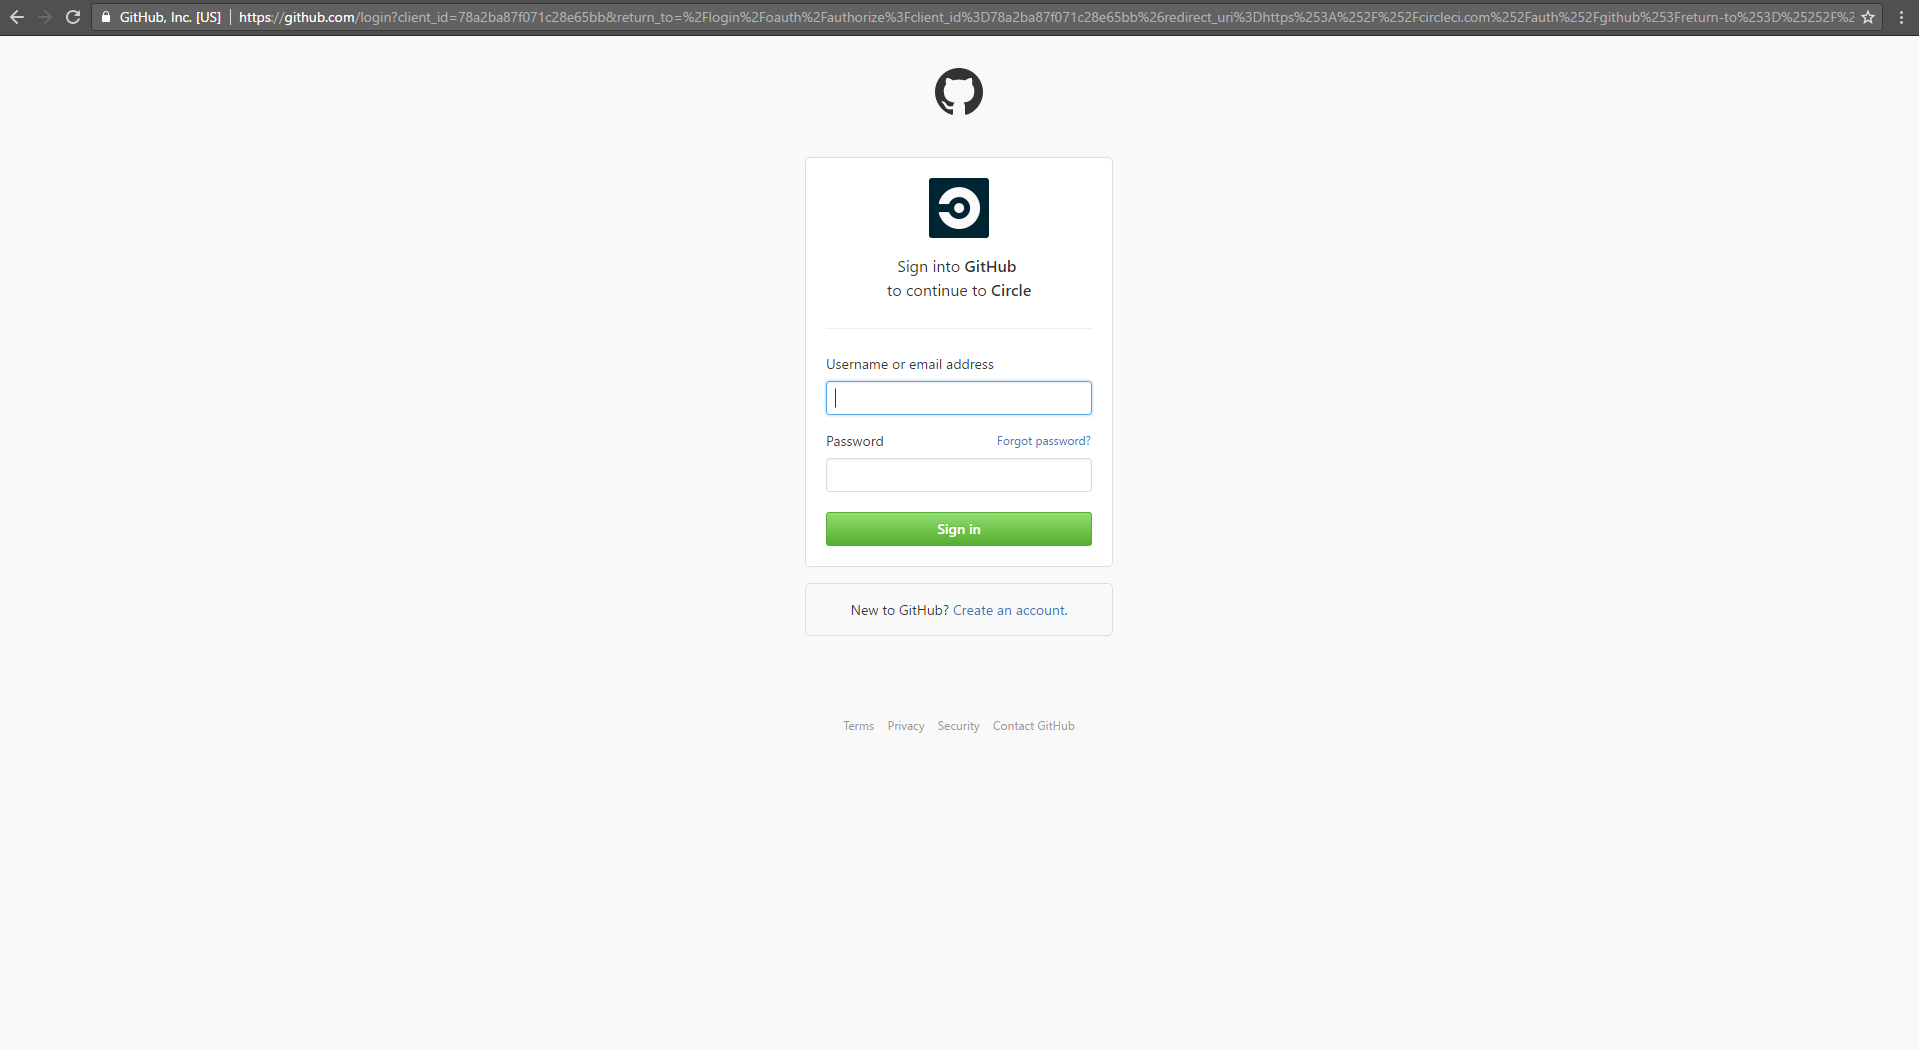 GitHub, Inc. [US] https://github.com/login?client_id=78a2ba87f071c28e65bb&return_to=%2Flogin%2Foauth%2Fauthorize%3Fclient_id%3D78a2ba87f071c28e65bb%26redirect_uri%3Dhttps%253A%252F%252Fcircleci.com%252Fauth%252Fgithub%253Freturn-to%253D%25252F%2
Sign into GitHub
to continue to Circle
Username or email address
Password Forgot password?
Sign in
New to GitHub? Create an account.
Terms Privacy Security Contact GitHub